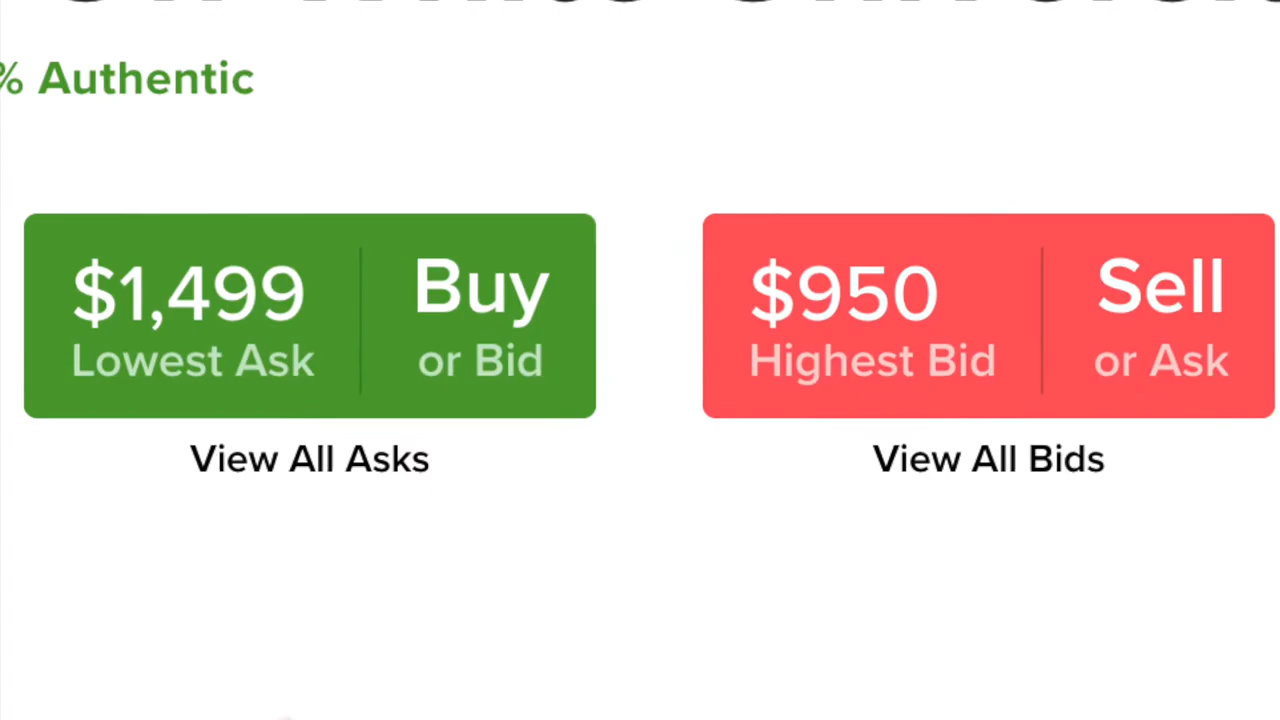 % Authentic
$1,499
Lowest Ask
Buy
or Bid
$950
Highest Bid
Sell
or Ask
View All Asks
View All Bids